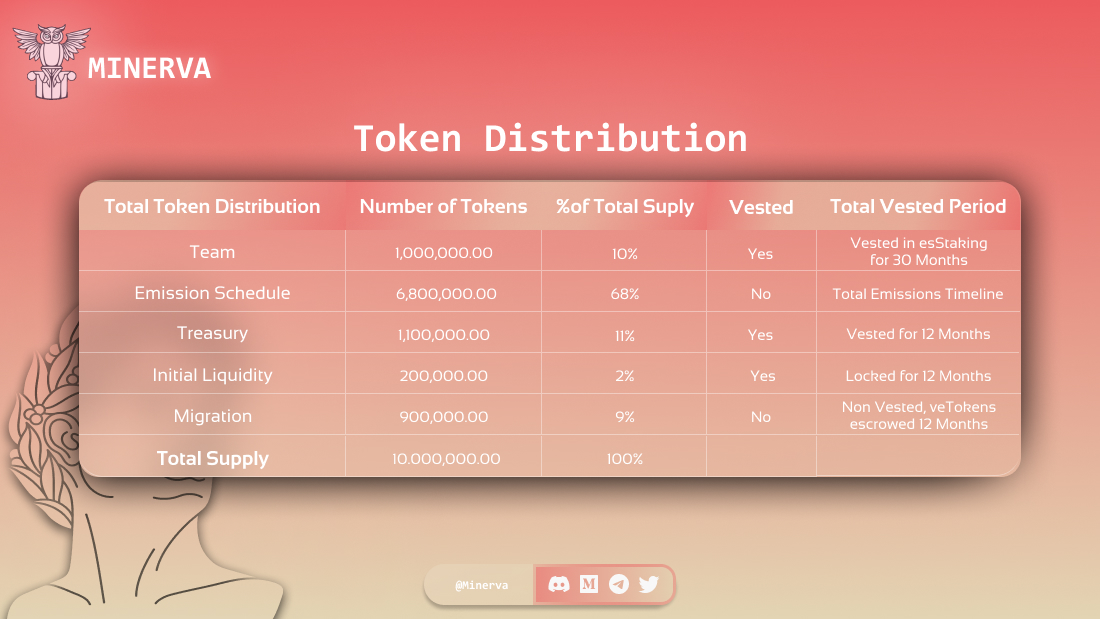 MINERVA
Token Distribution
Total Token Distribution Number of Tokens %of Total Suply Vested Total Vested Period
Team 1,000,000.00 10% Yes Vested in esStaking
for 30 Months
Emission Schedule 6,800,000.00 68% No Total Emissions Timeline
Treasury 1,100,000.00 11% Yes Vested for 12 Months
Initial Liquidity 200,000.00 2% Yes Locked for 12 Months
Migration 900,000.00 9% No Non Vested, veTokens
escrowed 12 Months
Total Supply 10.000,000.00 100%
@Minerva